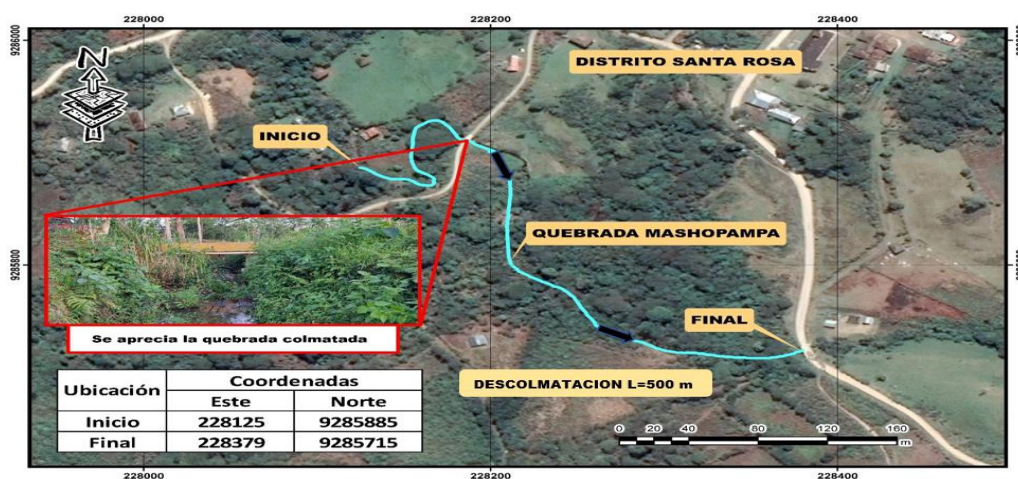 228000
228200
228400
9286000
N
DISTRITO SANTA ROSA
INICIO
QUEBRADA MASHOPAMPA
9285800
FINAL
Se aprecia la quebrada colmatada
DESCOLMATACION L=500 m
Ubicación Coordenadas
Este Norte
Inicio 228125 9285885
Final 228379 9285715
0 10 20 40 80 120 160
m
228000
228200
228400